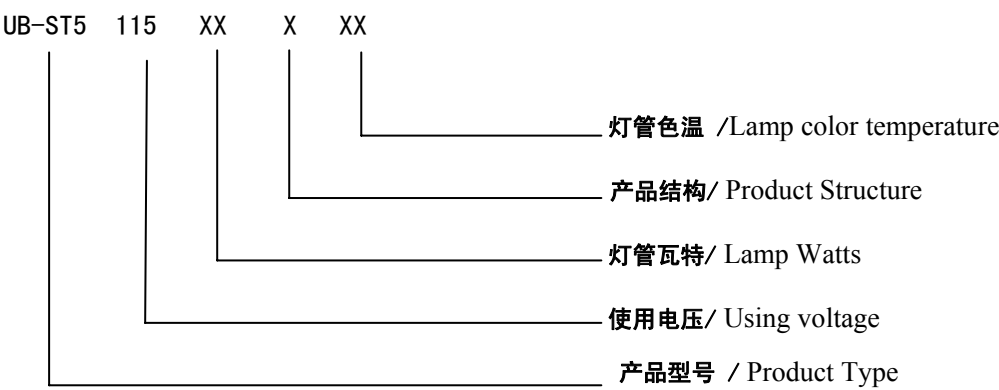 UB-ST5 115 XX X XX
灯管色温 /Lamp color temperature
产品结构/ Product Structure
灯管瓦特/ Lamp Watts
使用电压/ Using voltage
产品型号 / Product Type